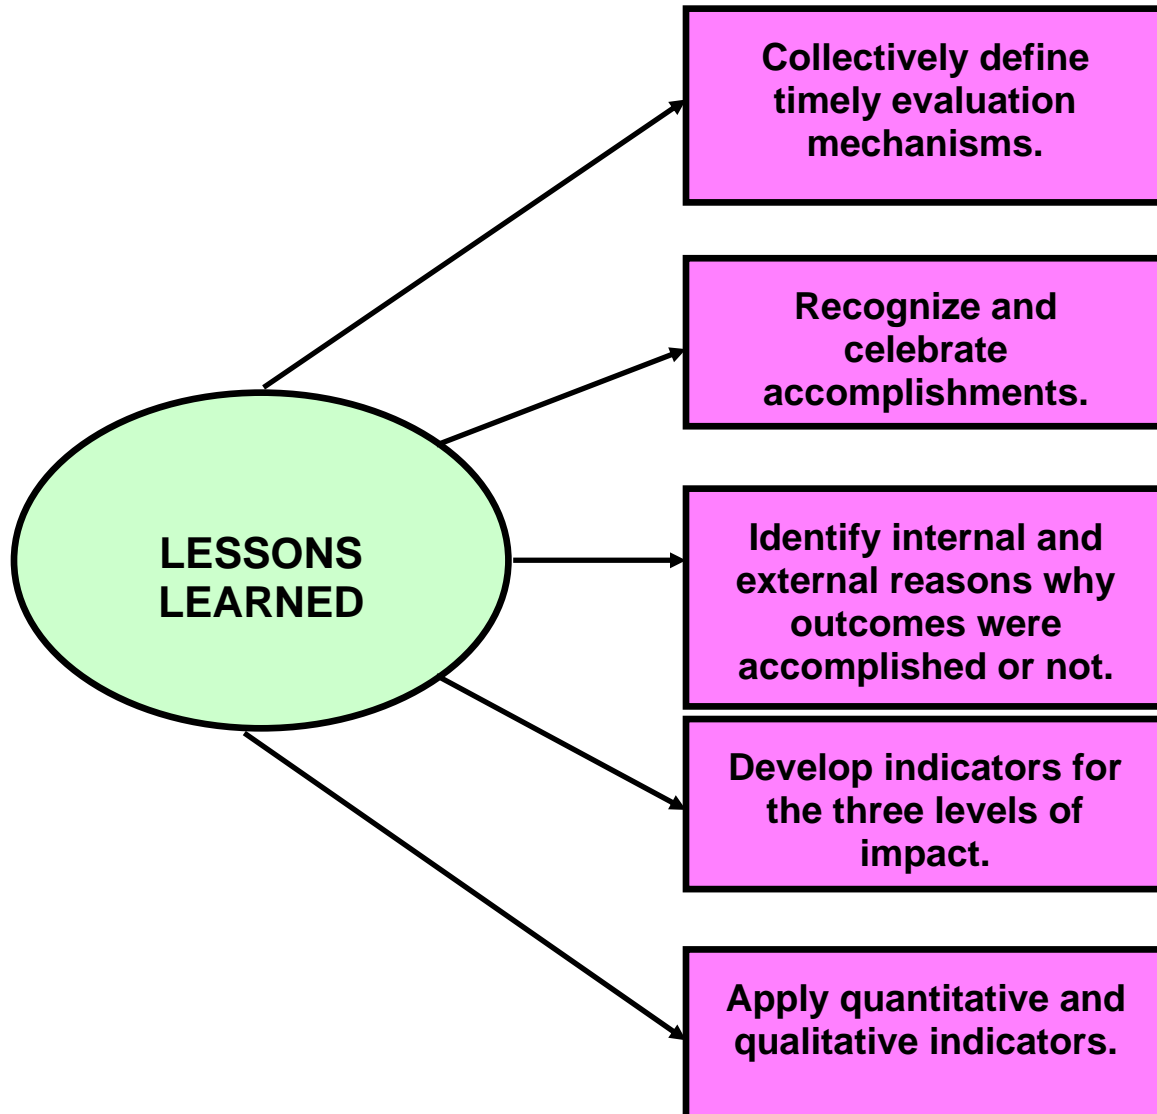 Collectively define
timely evaluation
mechanisms.
Recognize and
celebrate
accomplishments.
LESSONS
LEARNED
Identify internal and
external reasons why
outcomes were
accomplished or not.
Develop indicators for
the three levels of
impact.
Apply quantitative and
qualitative indicators.